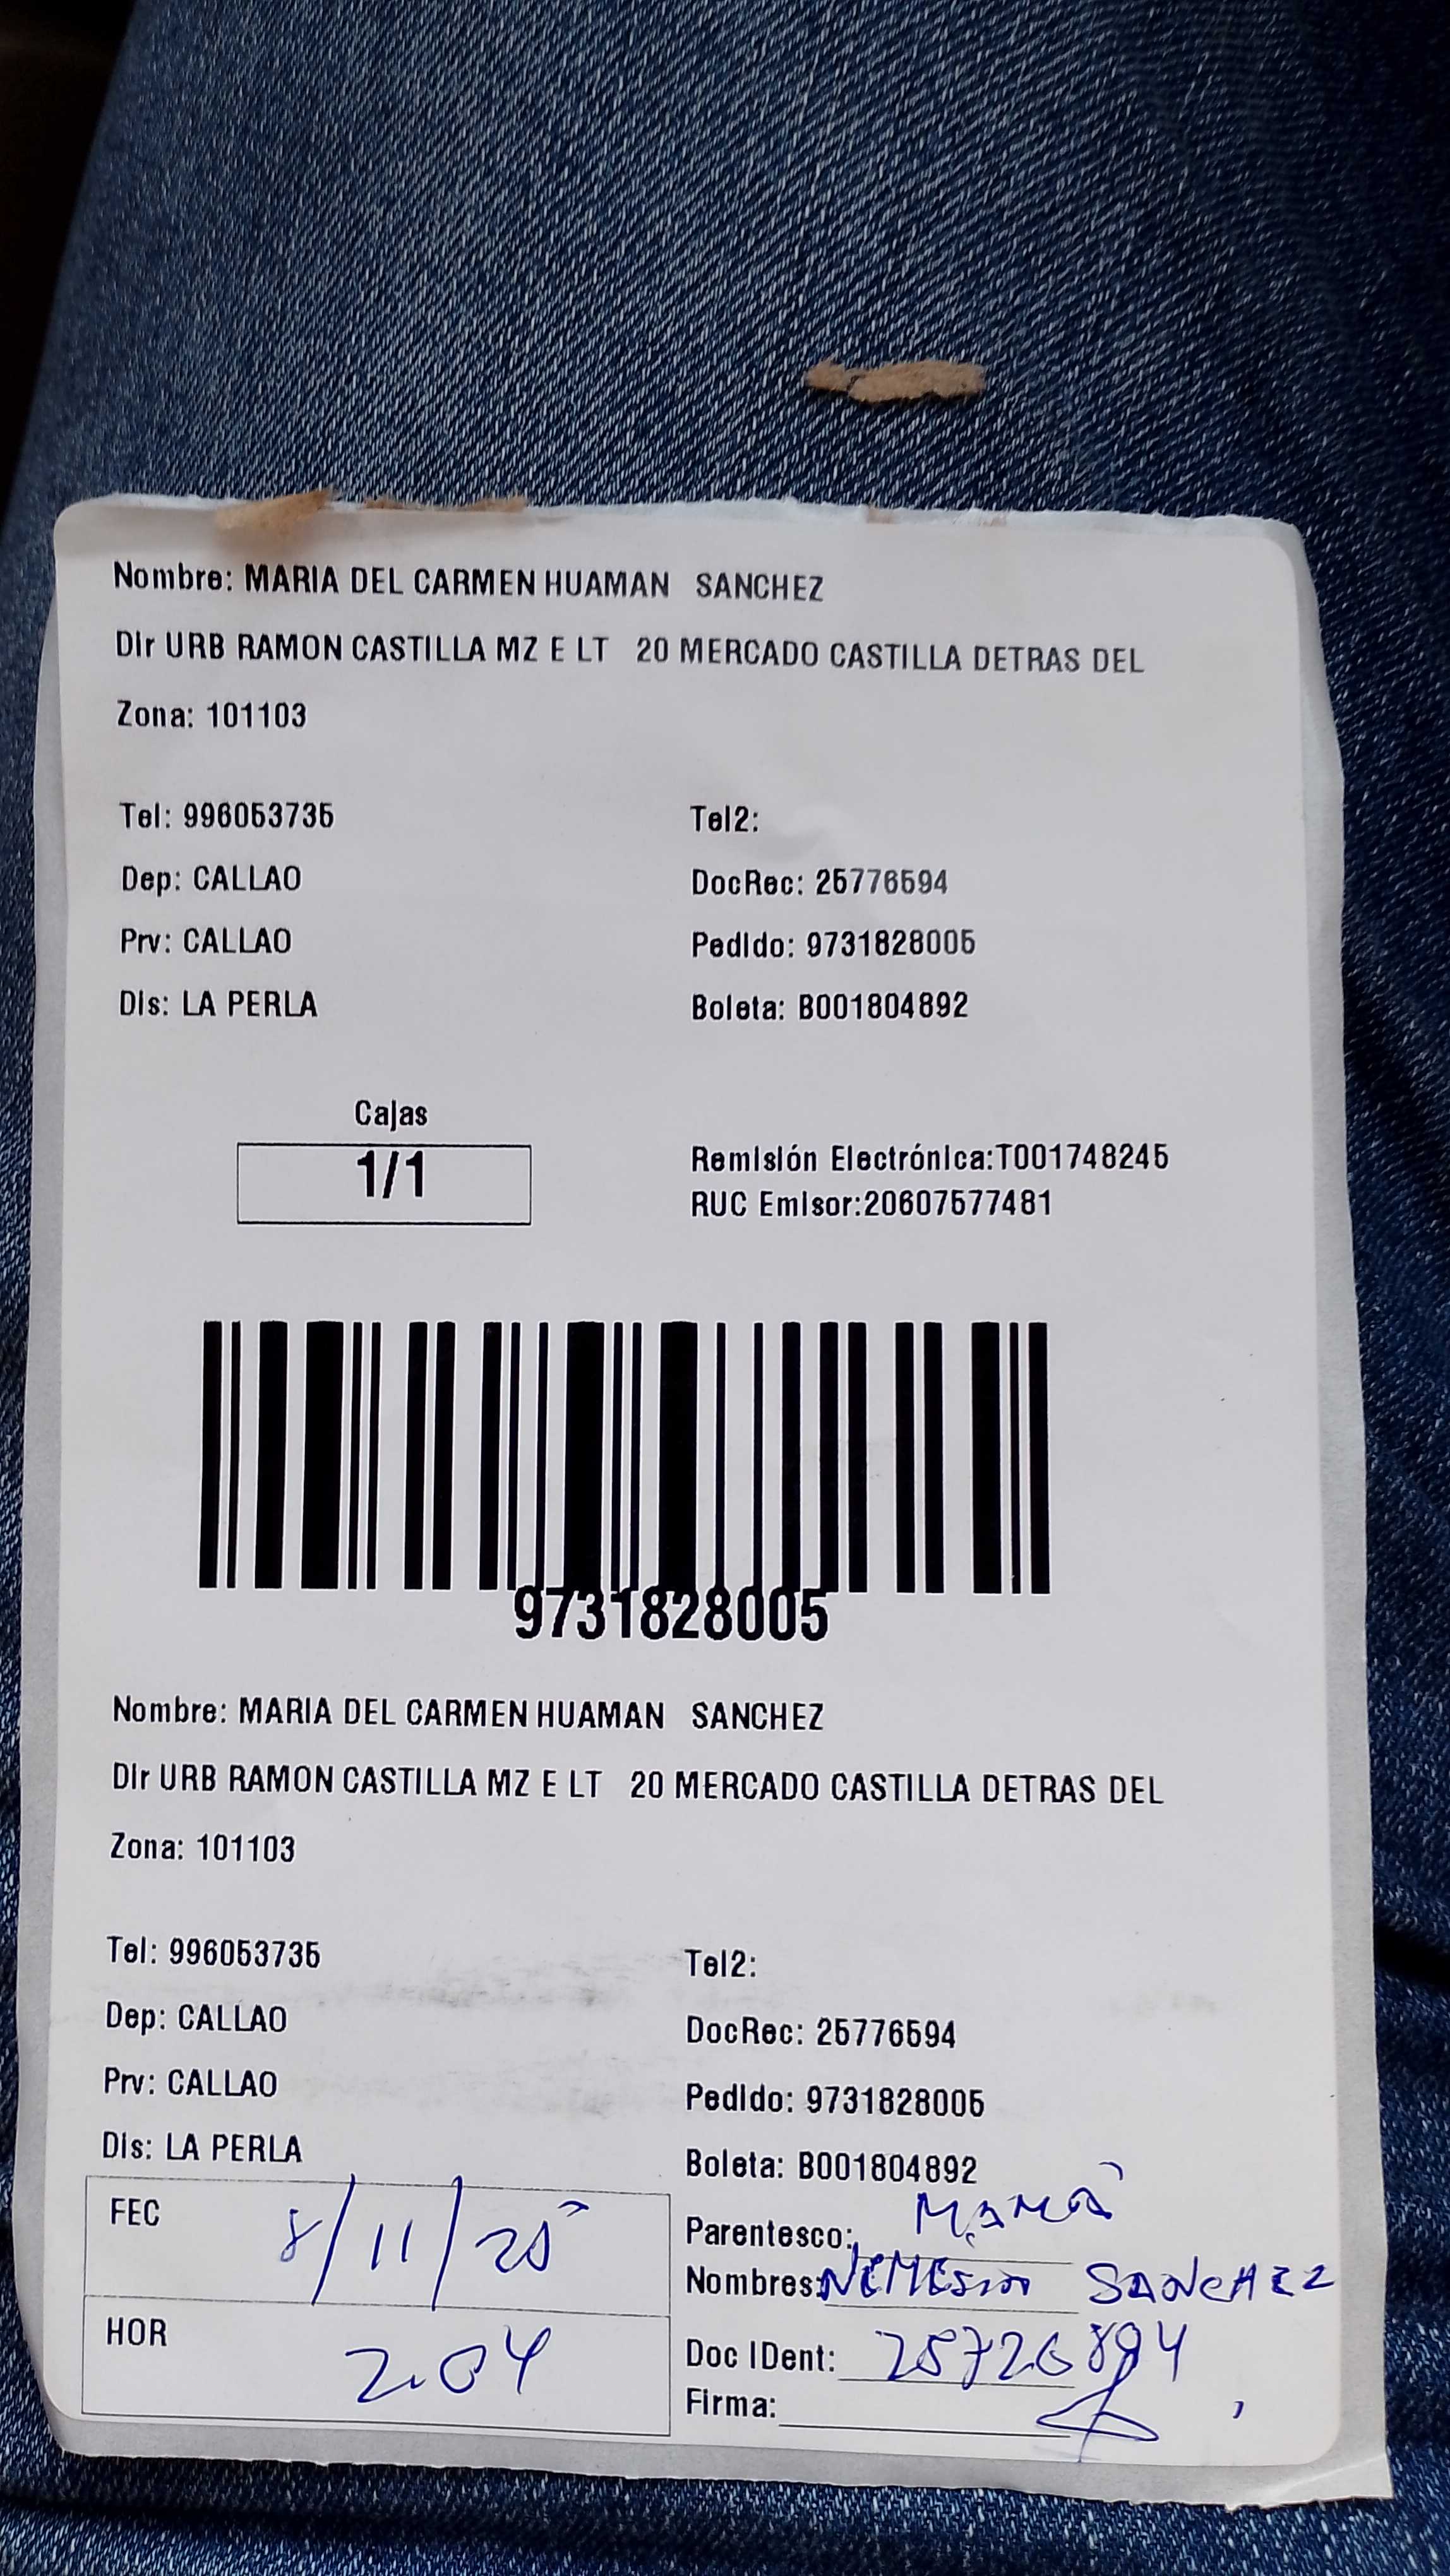 Nombre: MARIA DEL CARMEN HUAMAN SANCHEZ
Dir URB RAMON CASTILLA MZ E LT 20 MERCADO CASTILLA DETRAS DEL
Zona: 101103
Tel: 996053735 Tel2:
Dep: CALLAO DocRec: 25776594
Prv: CALLAO Pedido: 9731828005
Dis: LA PERLA Boleta: B001804892
Cajas
1/1
Remisión Electrónica:T001748245
RUC Emisor:20607577481
9731828005
Nombre: MARIA DEL CARMEN HUAMAN SANCHEZ
Dir URB RAMON CASTILLA MZ E LT 20 MERCADO CASTILLA DETRAS DEL
Zona: 101103
Tel: 996053735 Tel2:
Dep: CALLAO DocRec: 25776594
Prv: CALLAO Pedido: 9731828005
Dis: LA PERLA Boleta: B001804892
FEC 8/11/25
Parentesco: MAMÁ
Nombres: SANCHEZ
HOR 2.04
Doc IDent: 25726894
Firma: